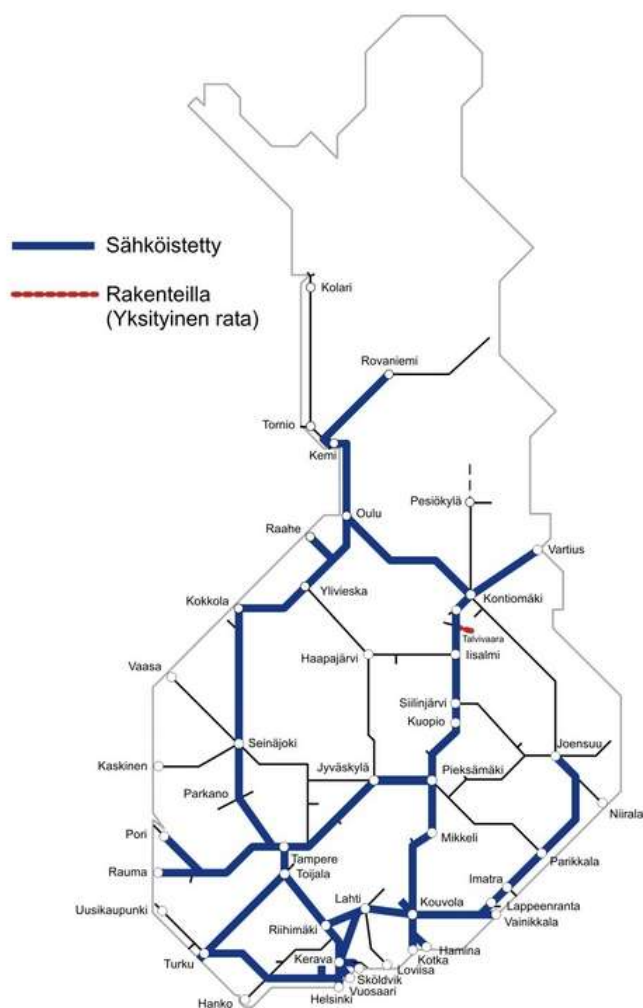 Sähköistetty
Rakenteilla
(Yksityinen rata)
Kolari
Rovaniemi
Tornio
Kemi
Pesiökylä
Oulu
Raahe
Vartius
Ylivieska
Kontiomäki
Kokkola
Talvivaara
Haapajärvi
Iisalmi
Vaasa
Siilinjärvi
Kuopio
Seinäjoki
Joensuu
Kaskinen
Jyväskylä
Pieksämäki
Parkano
Niirala
Pori
Mikkeli
Tampere
Parikkala
Rauma
Toijala
Imatra
Lahti
Kouvola
Lappeenranta
Uusikaupunki
Vainikkala
Riihimäki
Hamina
Kerava
Kotka
Turku
Loviisa
Sköldvik
Vuosaari
Hanko
Helsinki